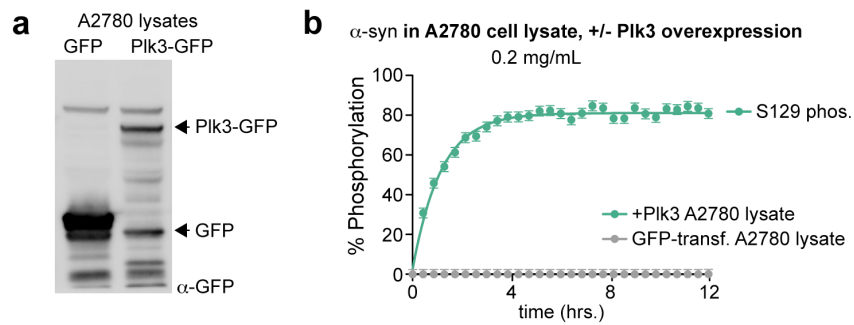 a
A2780 lysates
GFP Plk3-GFP
Plk3-GFP
GFP
α-GFP
b
α-syn in A2780 cell lysate, +/- Plk3 overexpression
0.2 mg/mL
% Phosphorylation
100
80
60
40
20
0
S129 phos.
+Plk3 A2780 lysate
GFP-transf. A2780 lysate
0 4 8 12
time (hrs.)